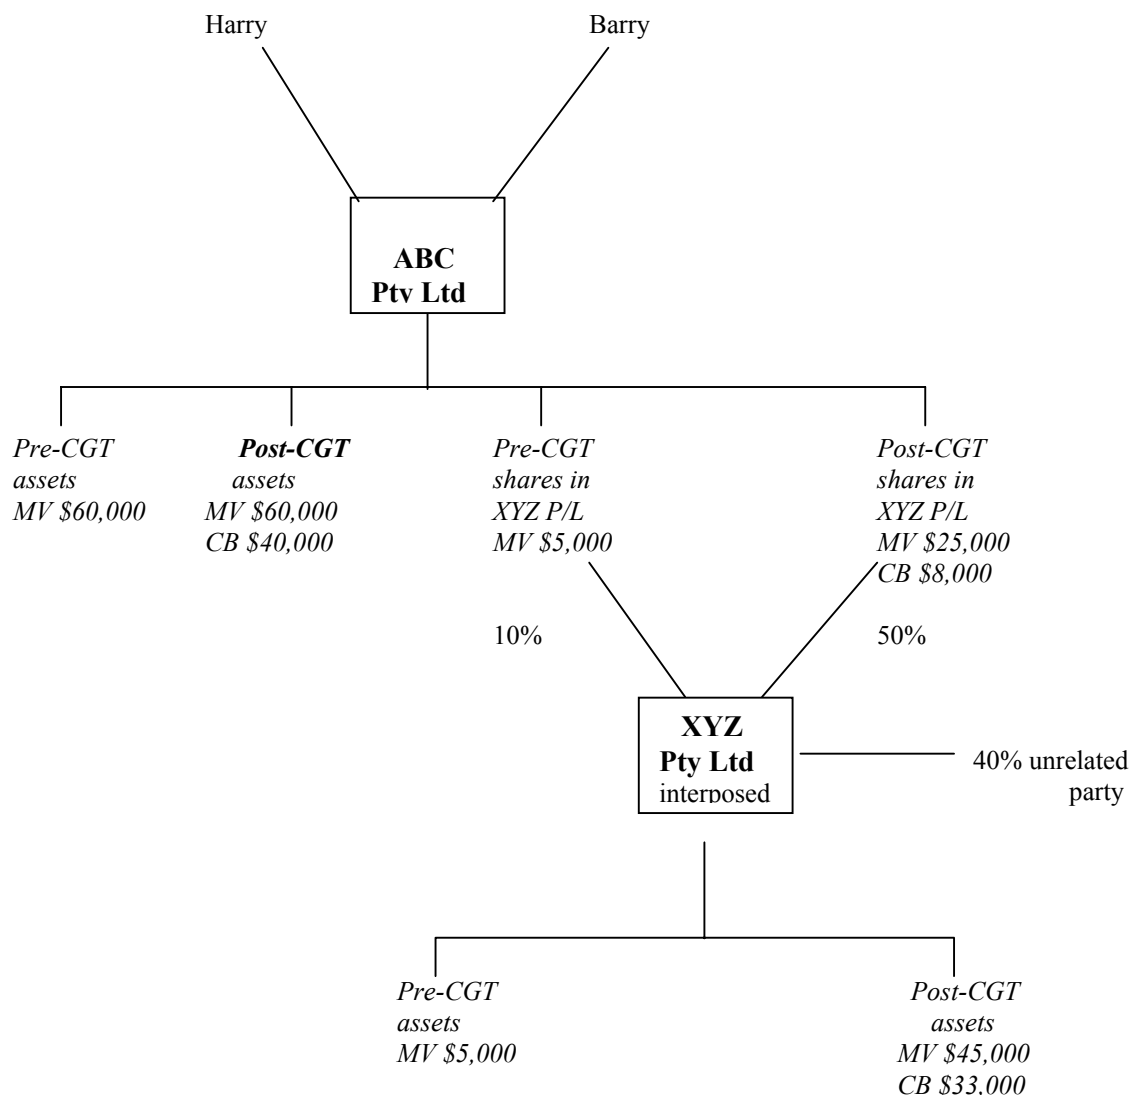 Harry
Barry
ABC
Pty Ltd
Pre-CGT
assets
MV $60,000
Post-CGT
assets
MV $60,000
CB $40,000
Pre-CGT
shares in
XYZ P/L
MV $5,000
Post-CGT
shares in
XYZ P/L
MV $25,000
CB $8,000
10%
50%
XYZ
Pty Ltd
interposed
40% unrelated
party
Pre-CGT
assets
MV $5,000
Post-CGT
assets
MV $45,000
CB $33,000